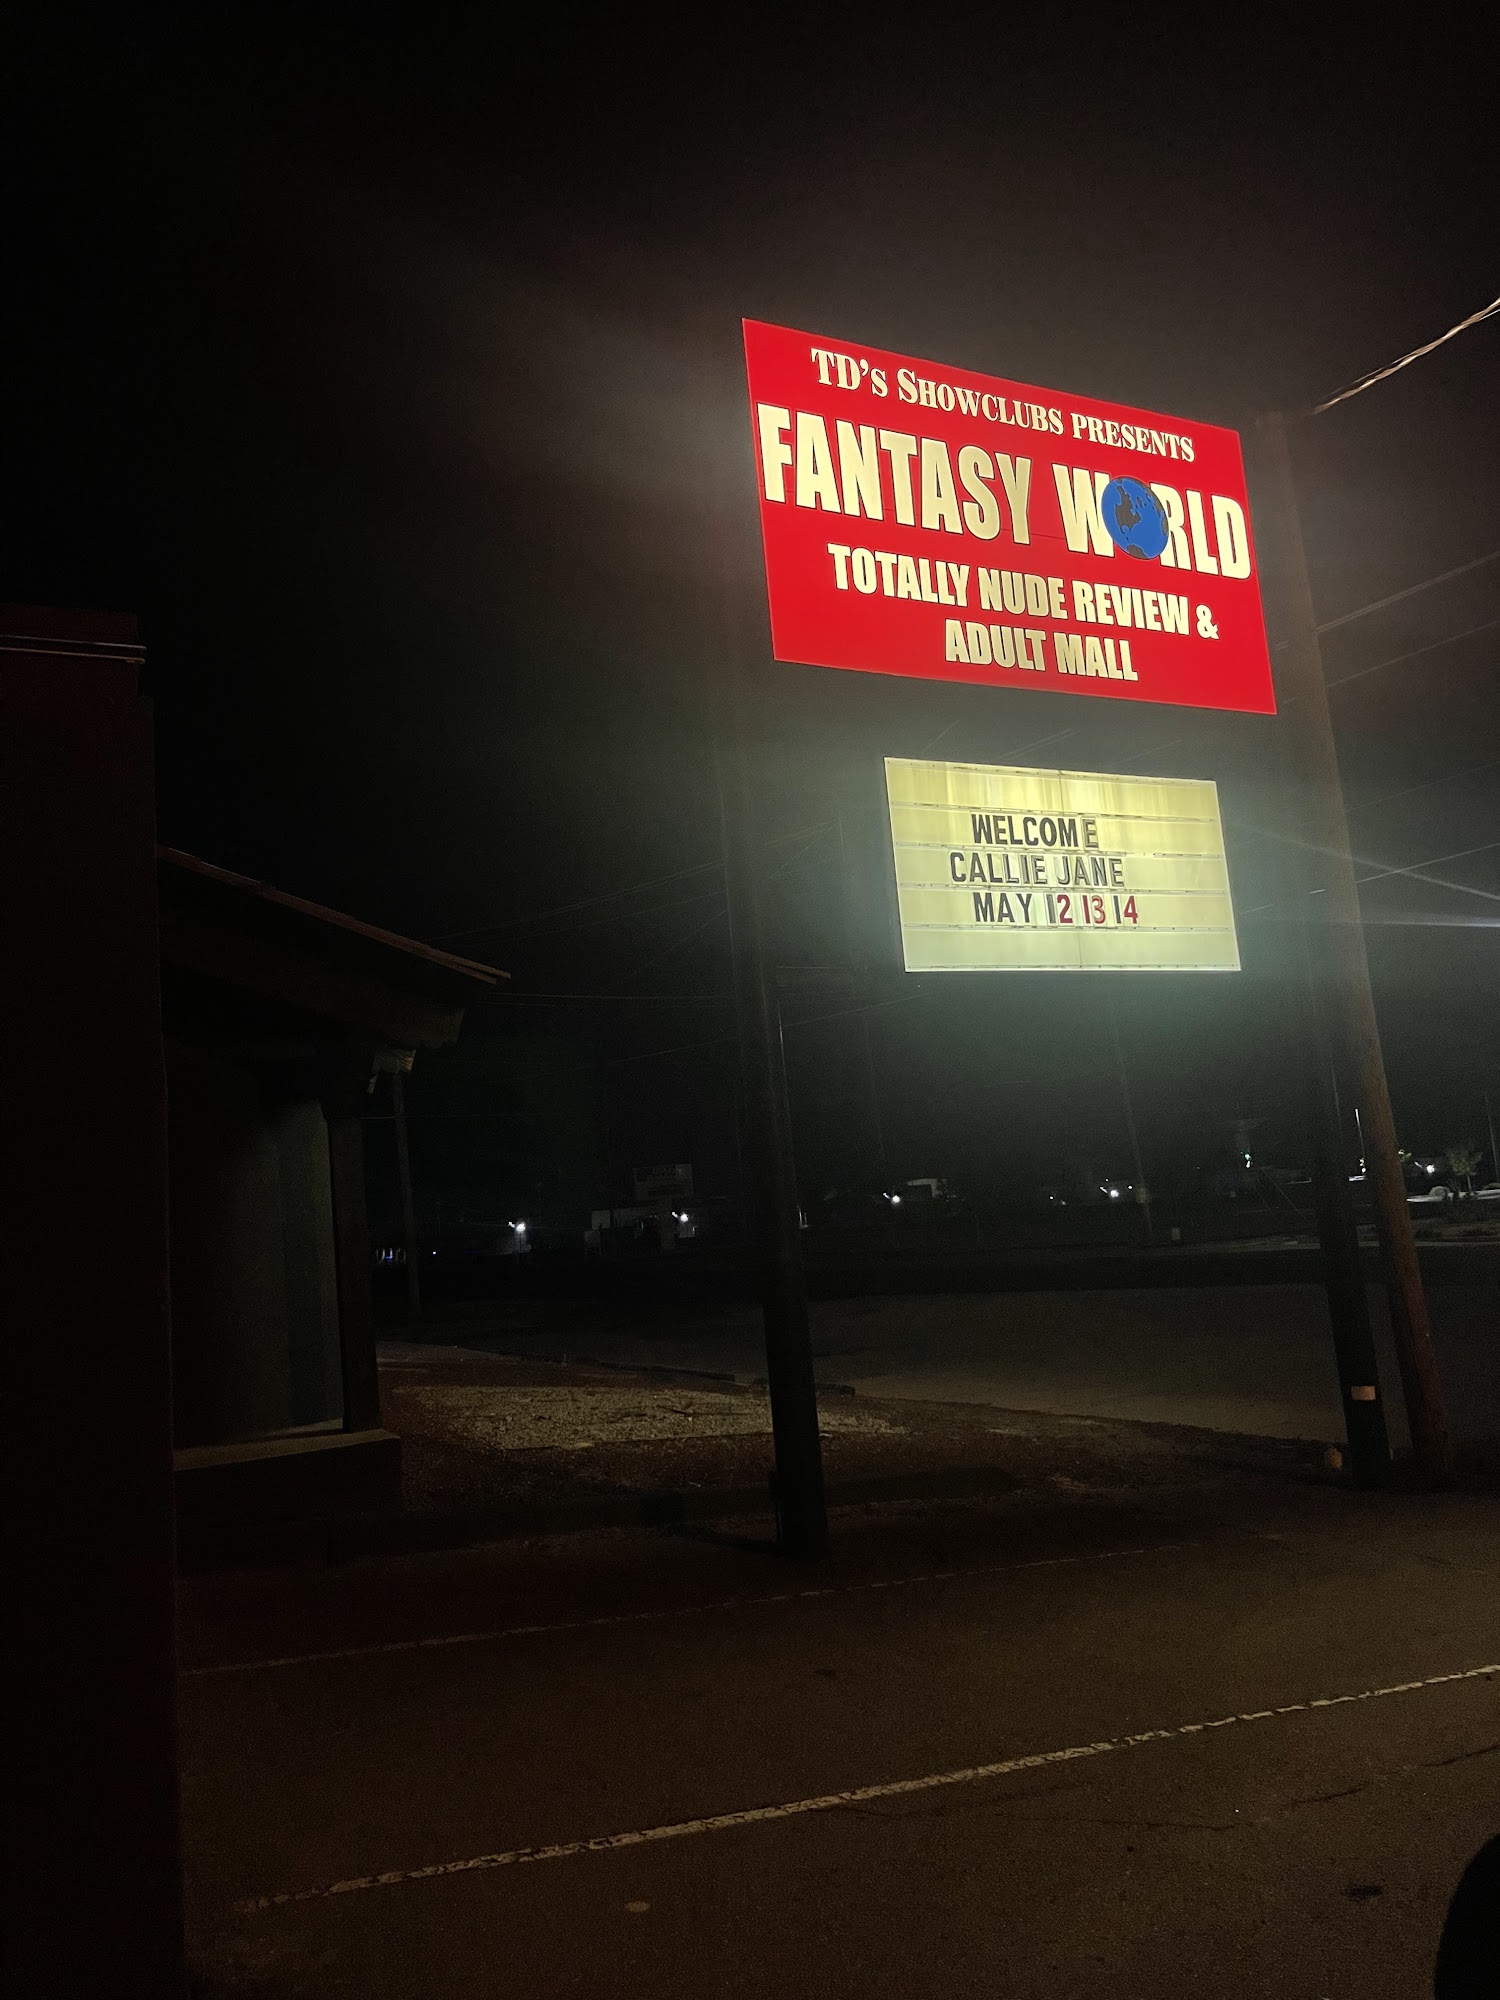 TD'S SHOWCLUBS PRESENTS
FANTASY WORLD
TOTALLY NUDE REVIEW &
ADULT MALL
WELCOME
CALLIE JANE
MAY 12 13 14